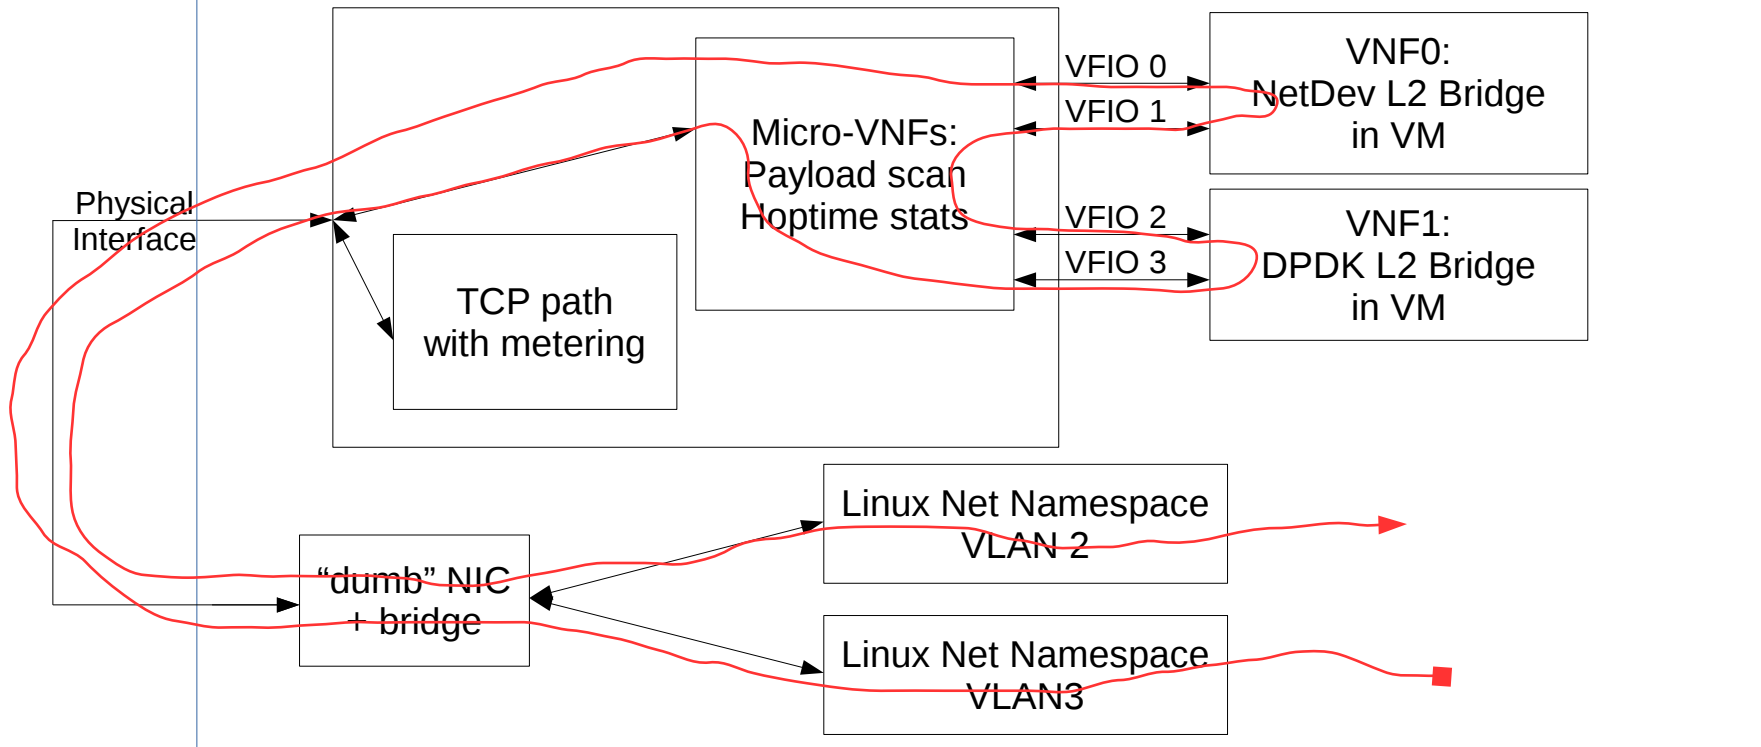 VFIO 0
VFIO 1
VNF0:
NetDev L2 Bridge
in VM
Micro-VNFs:
Payload scan
Hoptime stats
Physical
Interface
VFIO 2
VFIO 3
VNF1:
DPDK L2 Bridge
in VM
TCP path
with metering
Linux Net Namespace
VLAN 2
“dumb” NIC
+ bridge
Linux Net Namespace
VLAN3